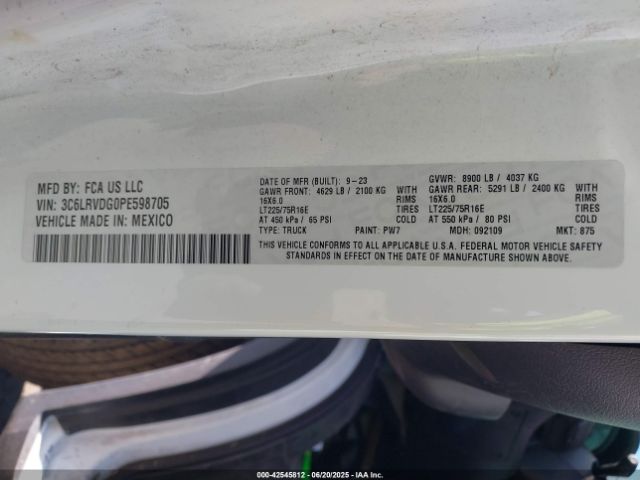 MFD BY: FCA US LLC
VIN: 3C6LRVDG0PE598705
VEHICLE MADE IN: MEXICO
DATE OF MFR (BUILT): 9-23 GVWR: 8900 LB / 4037 KG
GAWR FRONT: 4629 LB / 2100 KG WITH GAWR REAR: 5291 LB / 2400 KG WITH
16X6.0 RIMS 16X6.0 RIMS
LT225/75R16E TIRES LT225/75R16E TIRES
AT 450 kPa / 65 PSI COLD AT 550 kPa / 80 PSI COLD
TYPE: TRUCK PAINT: PW7 MDH: 092109 MKT: 875
THIS VEHICLE CONFORMS TO ALL APPLICABLE U.S.A. FEDERAL MOTOR VEHICLE SAFETY
STANDARDS IN EFFECT ON THE DATE OF MANUFACTURE SHOWN ABOVE.
000-42545812 - 06/20/2025 - IAAI.com